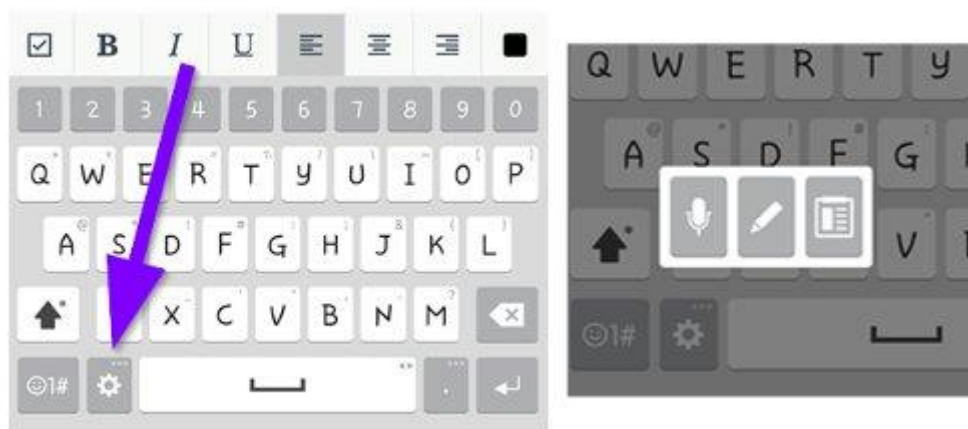 B I U
1 2 3 4 5 6 7 8 9 0
Q W E R T Y U I O P
A S D F G H J K L
X C V B N M
☺1#
Q W E R T Y
A S D F G
V
☺1#